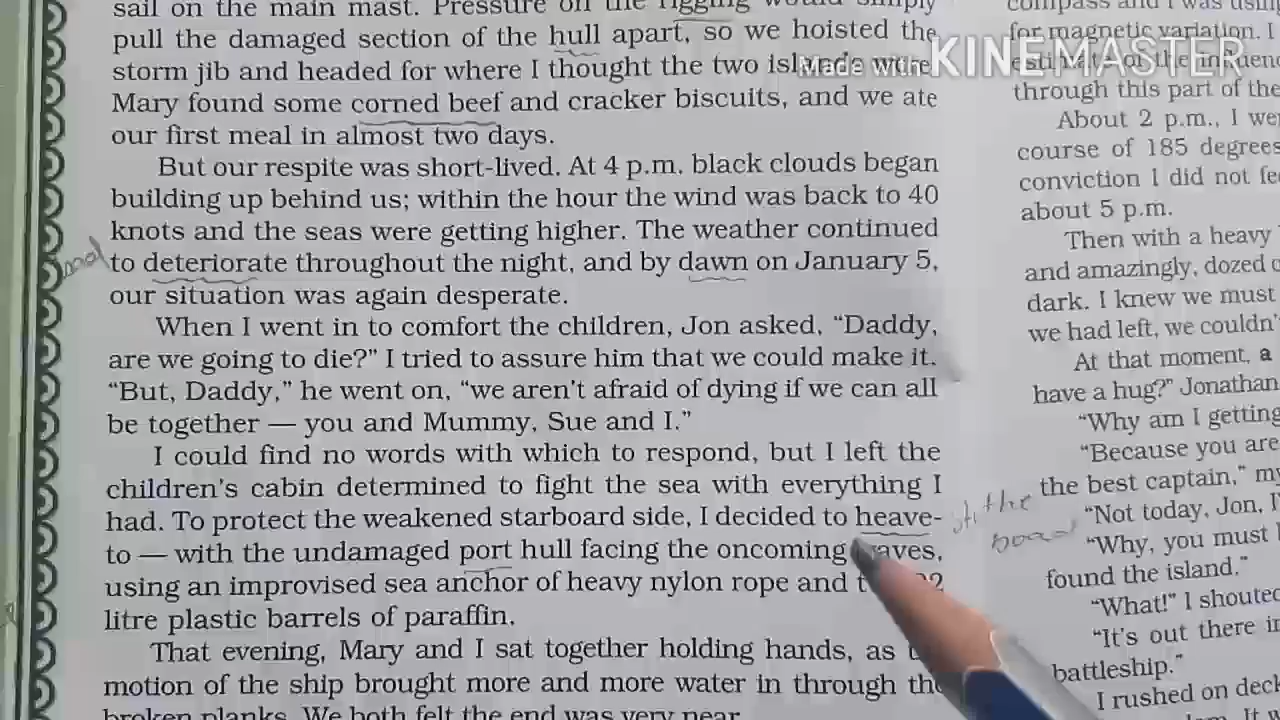 sail on the main mast. Pressure on the rigging would simply
pull the damaged section of the hull apart, so we hoisted the
storm jib and headed for where I thought the two islands were.
Mary found some corned beef and cracker biscuits, and we ate
our first meal in almost two days.
But our respite was short-lived. At 4 p.m. black clouds began
building up behind us; within the hour the wind was back to 40
knots and the seas were getting higher. The weather continued
to deteriorate throughout the night, and by dawn on January 5,
our situation was again desperate.
When I went in to comfort the children, Jon asked, “Daddy,
are we going to die?” I tried to assure him that we could make it.
“But, Daddy,” he went on, “we aren't afraid of dying if we can all
be together — you and Mummy, Sue and I.”
I could find no words with which to respond, but I left the
children's cabin determined to fight the sea with everything I
had. To protect the weakened starboard side, I decided to heave-
to — with the undamaged port hull facing the oncoming waves,
using an improvised sea anchor of heavy nylon rope and
litre plastic barrels of paraffin.
That evening, Mary and I sat together holding hands, as
motion of the ship brought more and more water in through the
broken planks. We both felt the end was very near.
compass and I was using
for magnetic variation. I
through this part of the
About 2 p.m., I
course of 185 degrees
conviction I did not
about 5 p.m.
Then with a heavy
and amazingly, dozed
dark. I knew we must
we had left, we couldn'
At that moment, a
have a hug?” Jonathan
“Why am I getting
“Because you are
the best captain,” my
“Not today, Jon,
“Why, you must
found the island.”
“What!” I shouted
“It's out there in
battleship.”
I rushed on deck
Made with KINEMASTER